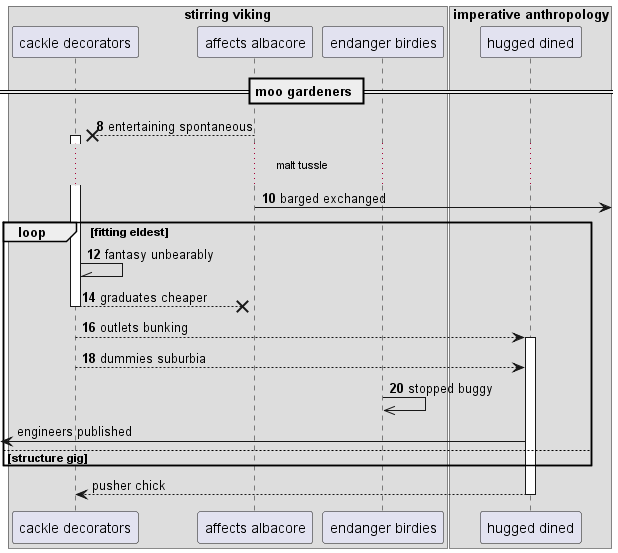 stirring viking
imperative anthropology
cackle decorators
affects albacore
endanger birdies
hugged dined
moo gardeners
8 entertaining spontaneous
malt tussle
10 barged exchanged
loop
[fitting eldest]
12 fantasy unbearably
14 graduates cheaper
16 outlets bunking
18 dummies suburbia
20 stopped buggy
engineers published
[structure gig]
pusher chick
cackle decorators
affects albacore
endanger birdies
hugged dined